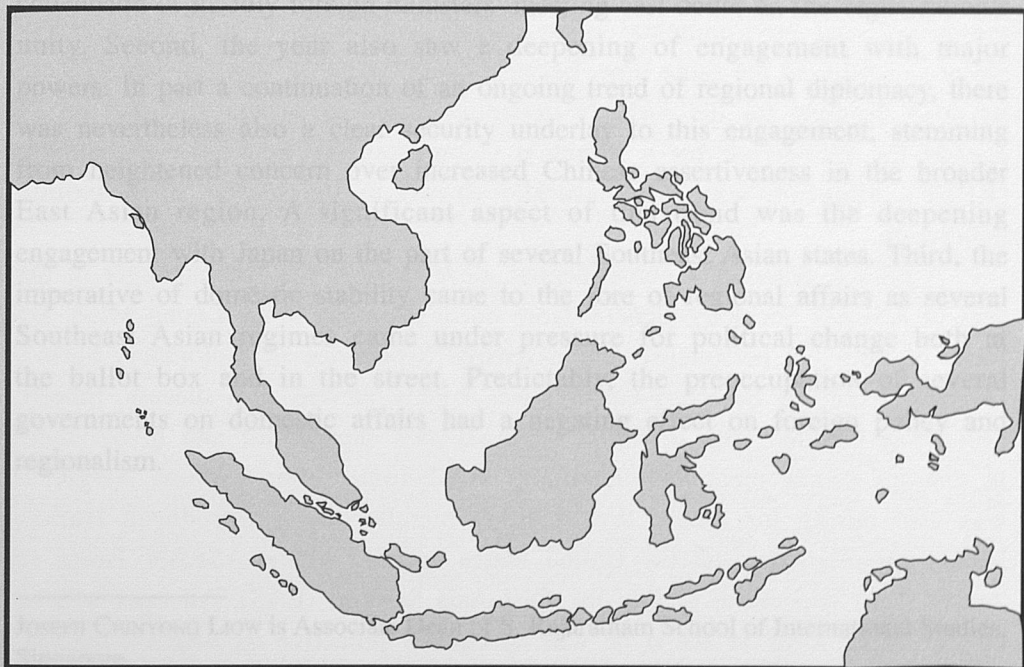 unity. Second, the year also saw a deepening of engagement with major
powers. In part a continuation of an ongoing trend of regional diplomacy, there
was nevertheless also a clear security underlay to this engagement, stemming
from heightened concern over increased Chinese assertiveness in the broader
East Asian region. A significant aspect of this trend was the deepening
engagement with Japan on the part of several Southeast Asian states. Third, the
imperative of domestic stability came to the fore of regional affairs as several
Southeast Asian regimes came under pressure for political change both at
the ballot box and in the street. Predictably, the preoccupation of several
governments on domestic affairs had a negative effect on foreign policy and
regionalism.
Joseph Chinyong Liow is Associate Dean of S. Rajaratnam School of International Studies,
Singapore.